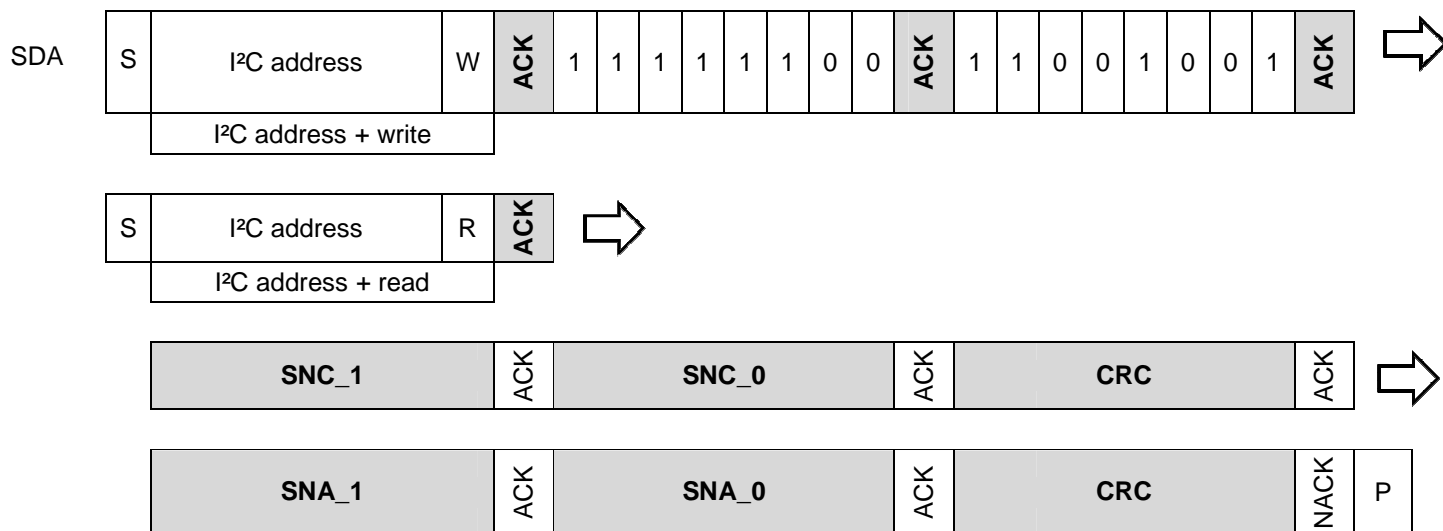 SDA S I²C address W ACK 1 1 1 1 1 1 0 0 ACK 1 1 0 0 1 0 0 1 ACK
I²C address + write
S I²C address R ACK
I²C address + read
SNC_1 ACK SNC_0 ACK CRC ACK
SNA_1 ACK SNA_0 ACK CRC NACK P